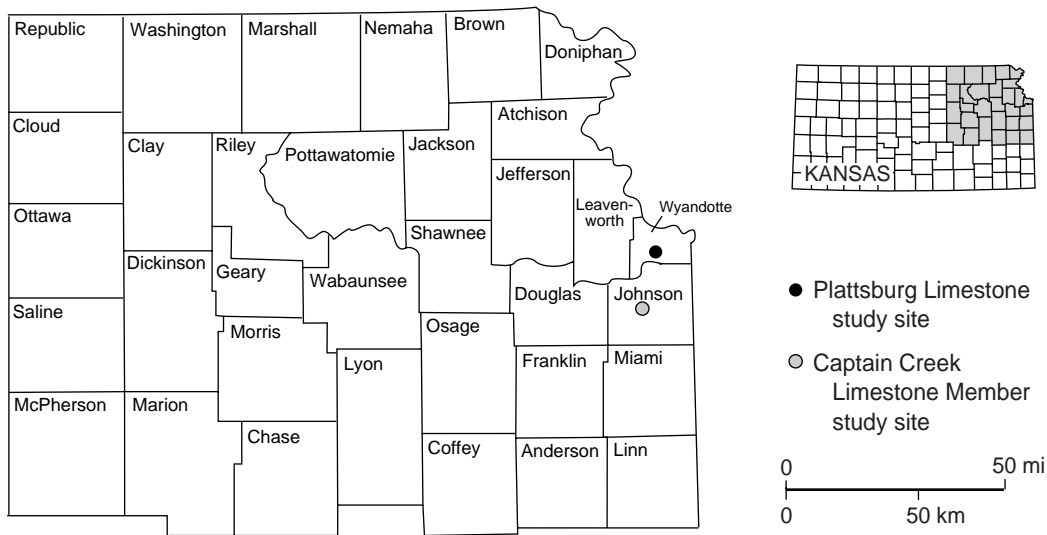 Republic
Washington
Marshall
Nemaha
Brown
Doniphan
Cloud
Clay
Riley
Pottawatomie
Jackson
Atchison
Jefferson
Leaven-
worth
Wyandotte
Ottawa
Dickinson
Geary
Wabaunsee
Shawnee
Douglas
Johnson
Saline
Morris
Lyon
Osage
Franklin
Miami
McPherson
Marion
Chase
Coffey
Anderson
Linn
KANSAS
Plattsburg Limestone
study site
Captain Creek
Limestone Member
study site
0 50 mi
0 50 km